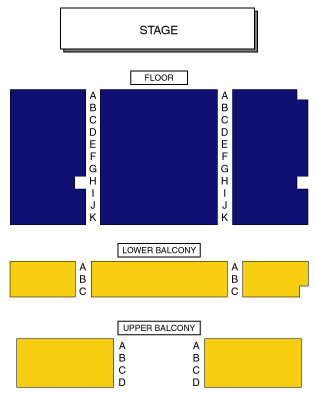 STAGE
FLOOR
A A
B B
C C
D D
E E
F F
G G
H H
I I
J J
K K
LOWER BALCONY
A A
B B
C C
UPPER BALCONY
A A
B B
C C
D D